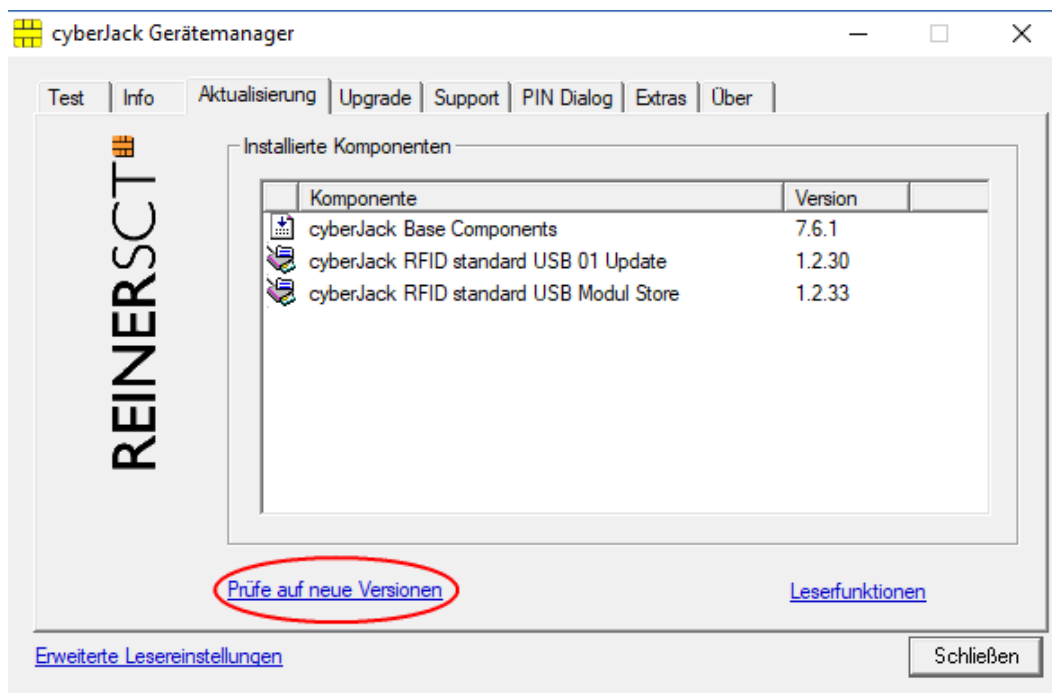 cyberJack Gerätemanager
Test Info Aktualisierung Upgrade Support PIN Dialog Extras Über
REINERSCT
Installierte Komponenten
Komponente Version
cyberJack Base Components 7.6.1
cyberJack RFID standard USB 01 Update 1.2.30
cyberJack RFID standard USB Modul Store 1.2.33
Prüfe auf neue Versionen Leserfunktionen
Erweiterte Lesereinstellungen Schließen